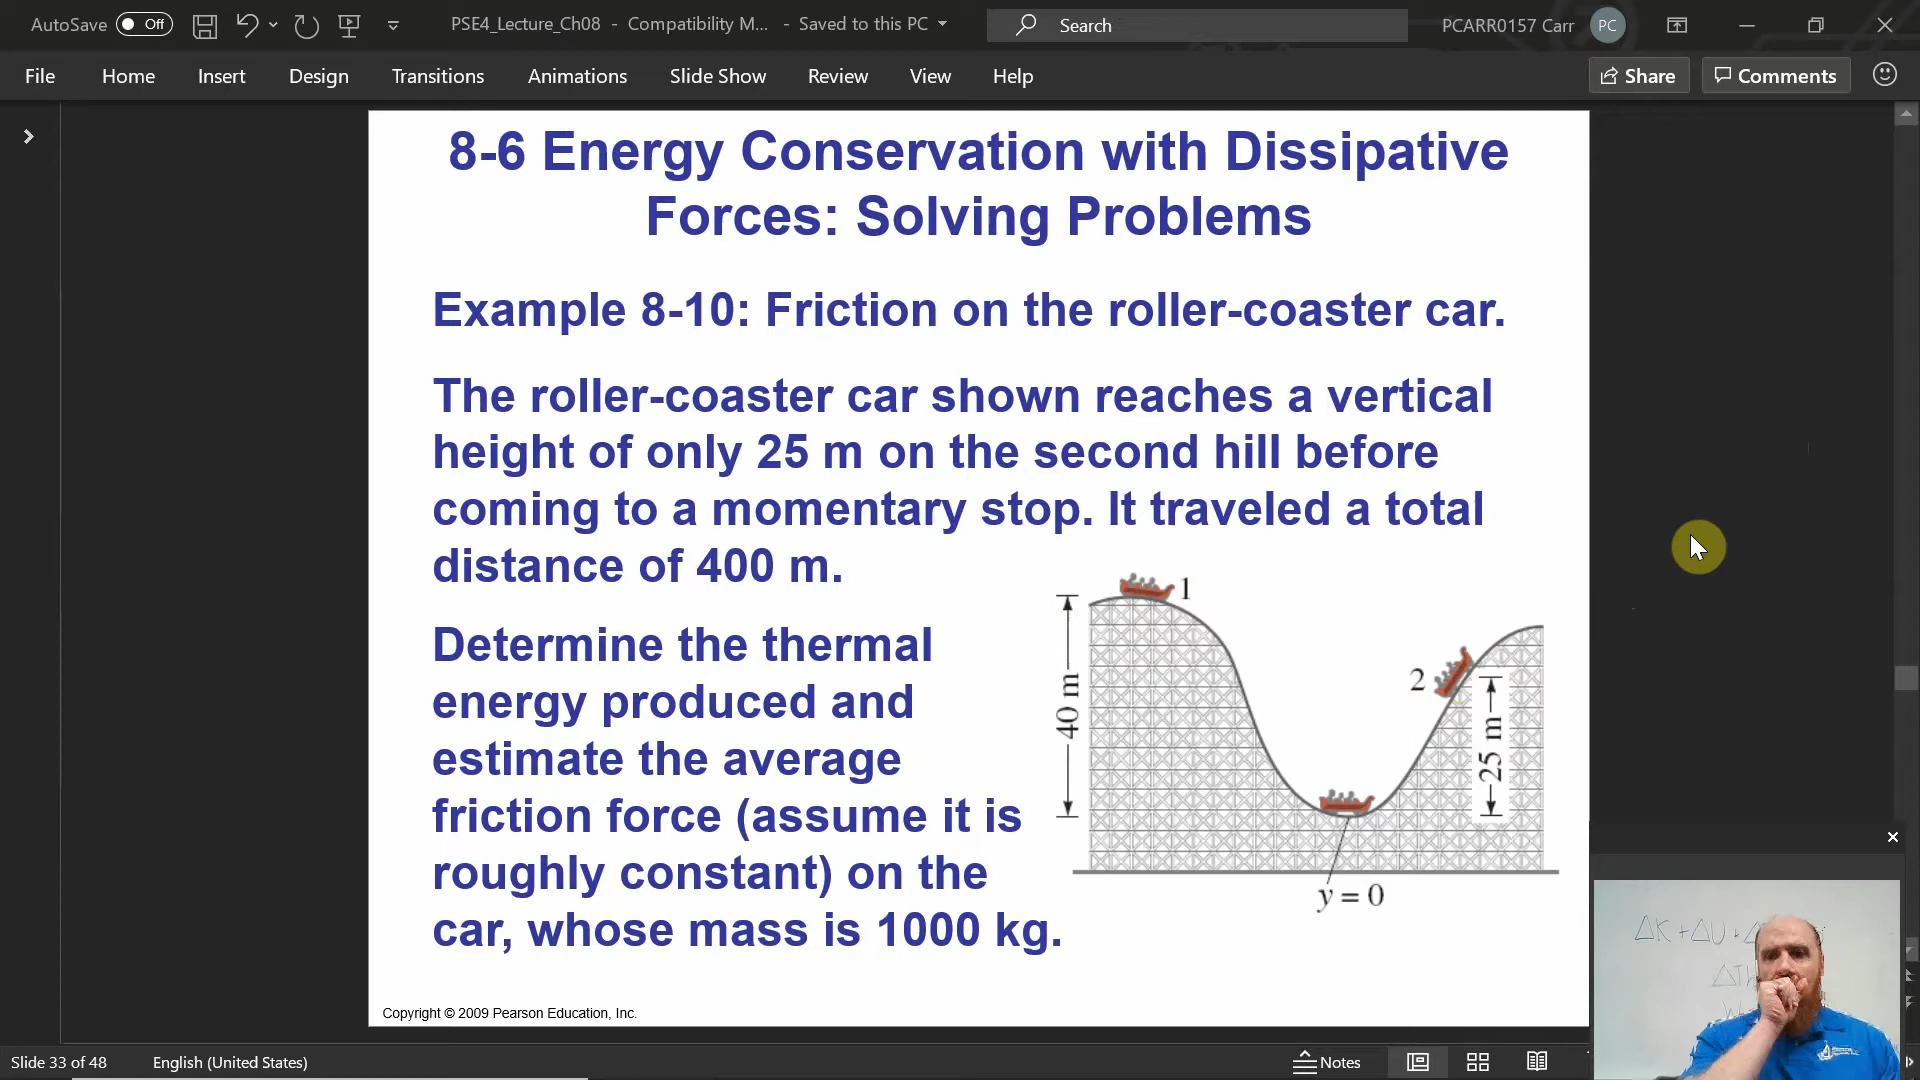 AutoSave Off PSE4_Lecture_Ch08 - Compatibility M... - Saved to this PC Search PCARR0157 Carr PC
File Home Insert Design Transitions Animations Slide Show Review View Help Share Comments
8-6 Energy Conservation with Dissipative
Forces: Solving Problems
Example 8-10: Friction on the roller-coaster car.
The roller-coaster car shown reaches a vertical
height of only 25 m on the second hill before
coming to a momentary stop. It traveled a total
distance of 400 m.
Determine the thermal
energy produced and
estimate the average
friction force (assume it is
roughly constant) on the
car, whose mass is 1000 kg.
1
40 m
2
25 m
y = 0
Copyright © 2009 Pearson Education, Inc.
ΔK + ΔU +
Slide 33 of 48 English (United States) Notes